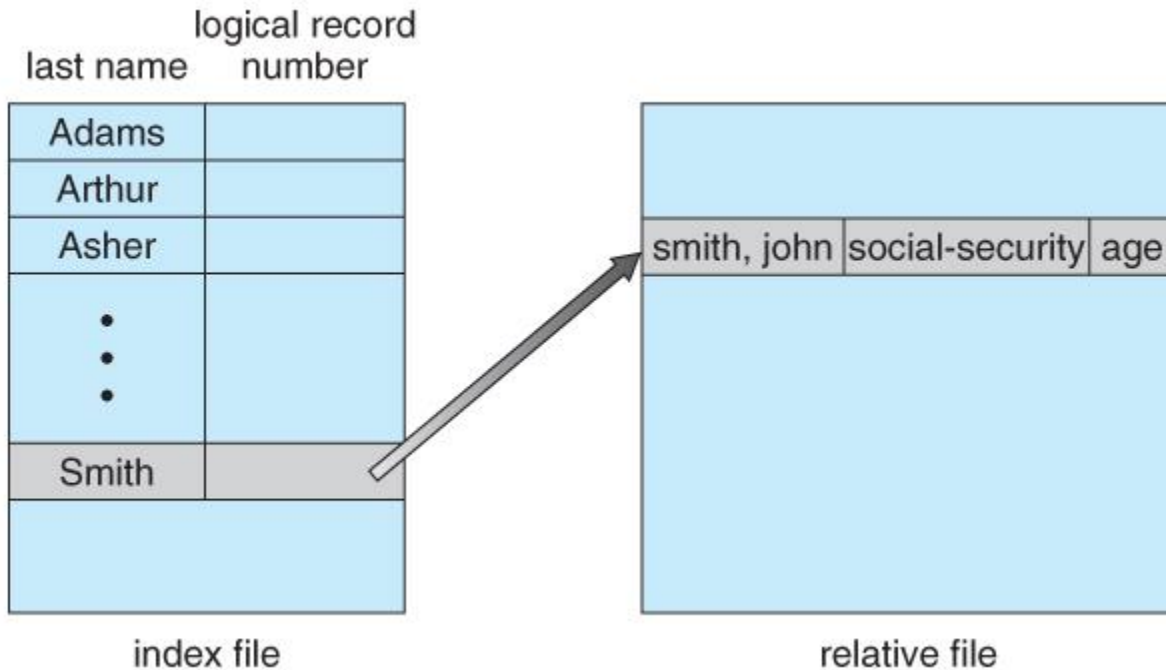 logical record
last name number
Adams
Arthur
Asher
Smith
smith, john social-security age
index file
relative file